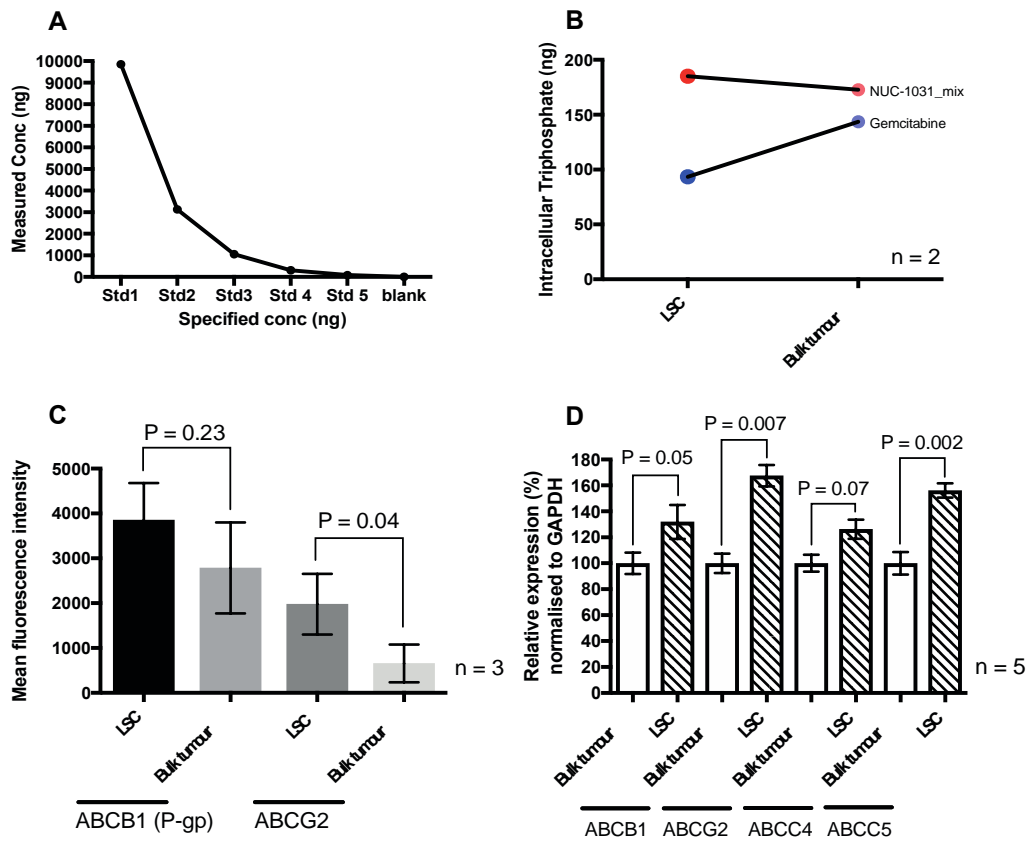 A
Measured Conc (ng)
10000
9000
8000
7000
6000
5000
4000
3000
2000
1000
0
Std1 Std2 Std3 Std 4 Std 5 blank
Specified conc (ng)
B
Intracellular Triphosphate (ng)
200
150
100
50
0
NUC-1031_mix
Gemcitabine
n = 2
LSC
Bulk tumour
C
Mean fluorescence intensity
5000
4000
3000
2000
1000
0
P = 0.23
P = 0.04
n = 3
LSC
Bulk tumour
LSC
Bulk tumour
ABCB1 (P-gp)
ABCG2
D
Relative expression (%)
normalised to GAPDH
180
160
140
120
100
80
60
40
20
0
P = 0.05
P = 0.007
P = 0.07
P = 0.002
n = 5
Bulk tumour
LSC
Bulk tumour
LSC
Bulk tumour
LSC
Bulk tumour
LSC
ABCB1
ABCG2
ABCC4
ABCC5